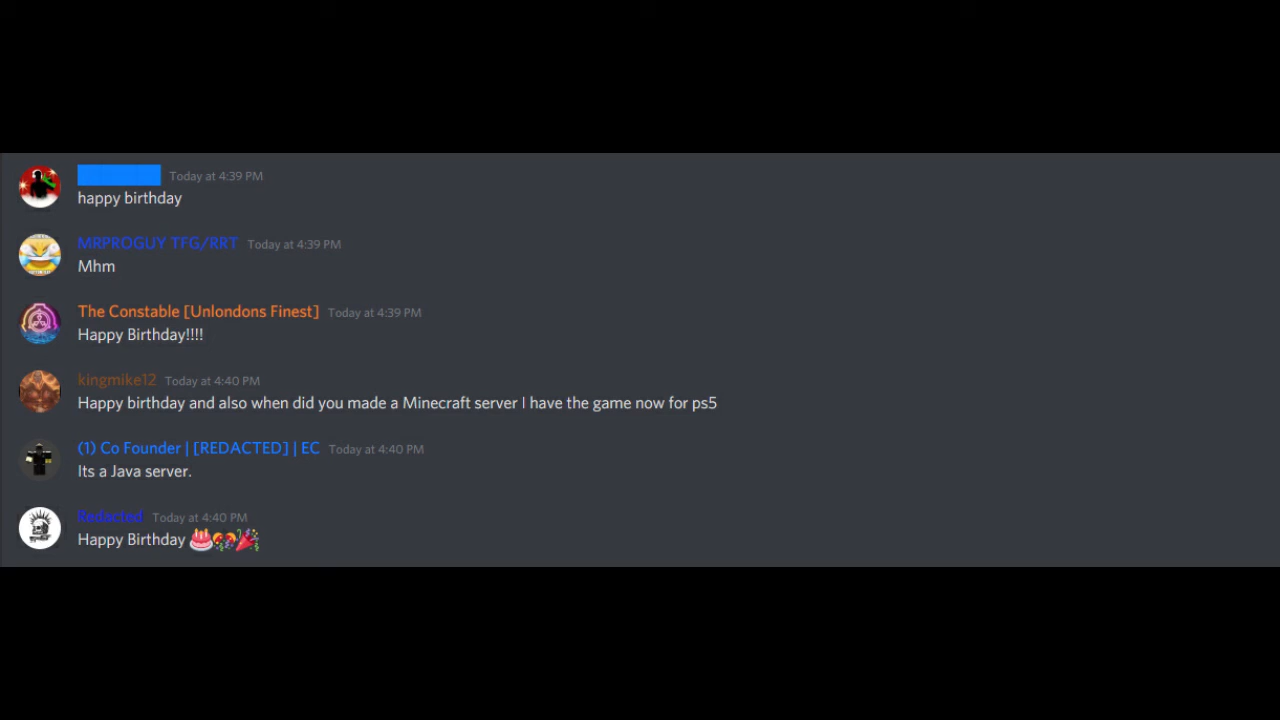 Today at 4:39 PM
happy birthday
MRPROGUY TFG/RRT Today at 4:39 PM
Mhm
The Constable [Unlondons Finest] Today at 4:39 PM
Happy Birthday!!!!
kingmike12 Today at 4:40 PM
Happy birthday and also when did you made a Minecraft server I have the game now for ps5
(1) Co Founder | [REDACTED] | EC Today at 4:40 PM
Its a Java server.
Redacted Today at 4:40 PM
Happy Birthday 🎂🎊🎉